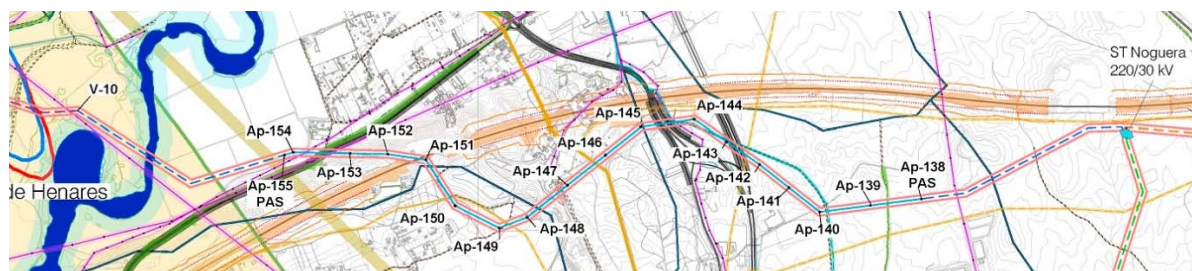 V-10
Ap-154
Ap-152
Ap-151
Ap-153
Ap-155
PAS
de Henares
Ap-150
Ap-149
Ap-148
Ap-147
Ap-146
Ap-145
Ap-144
Ap-143
Ap-142
Ap-141
Ap-140
Ap-139
Ap-138
PAS
ST Noguera
220/30 kV